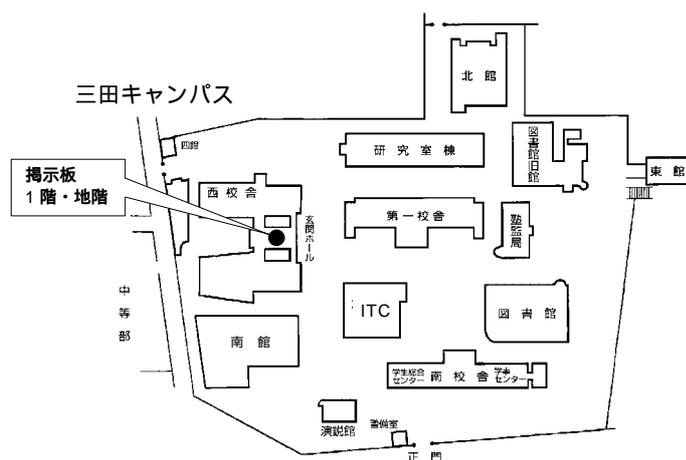 三田キャンパス
北館
四館
研究室棟
図書館旧館
東館
掲示板
1階・地階
西校舎
第一校舎
塾監局
玄関ホール
中等部
ITC
図書館
南館
学生総合
センター
南校舎
学事
センター
演説館
警備室
正門